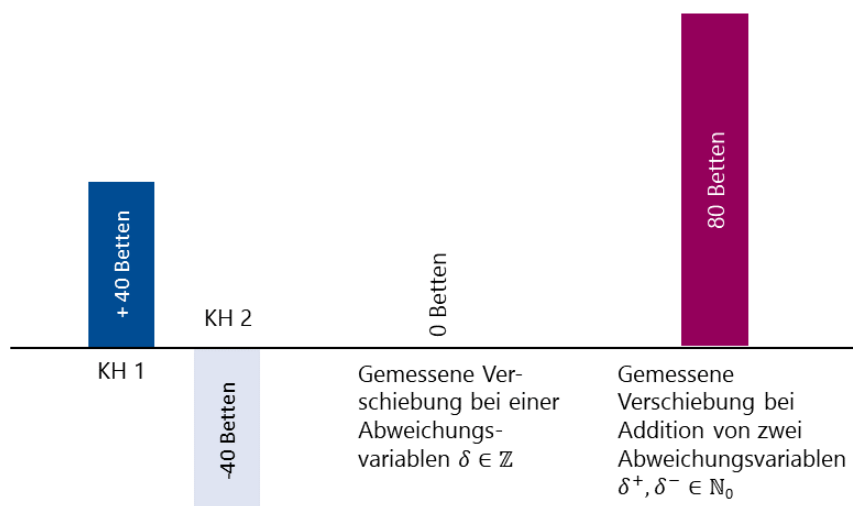 + 40 Betten
KH 1
KH 2
-40 Betten
0 Betten
Gemessene Ver-
schiebung bei einer
Abweichungs-
variablen δ ∈ ℤ
80 Betten
Gemessene
Verschiebung bei
Addition von zwei
Abweichungsvariablen
δ⁺, δ⁻ ∈ ℕ₀